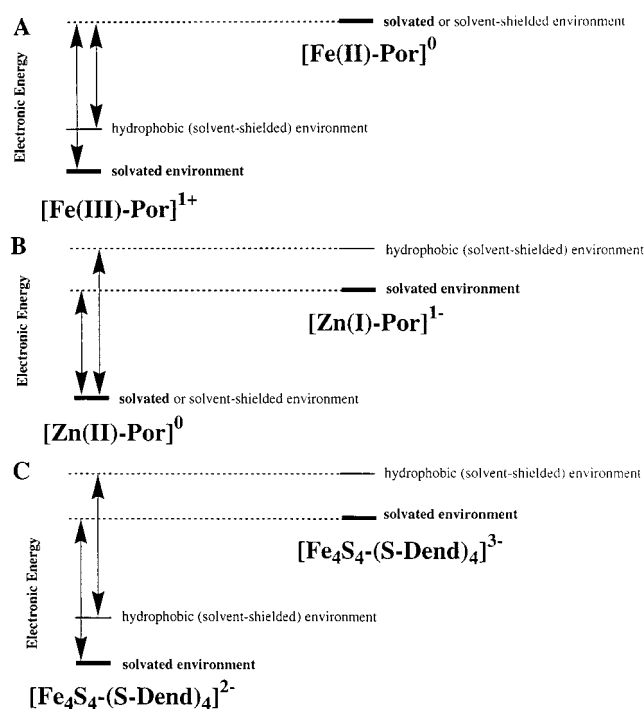 A
solvated or solvent-shielded environment
[Fe(II)-Por]0
Electronic Energy
hydrophobic (solvent-shielded) environment
solvated environment
[Fe(III)-Por]1+
B
hydrophobic (solvent-shielded) environment
solvated environment
[Zn(I)-Por]1-
Electronic Energy
solvated or solvent-shielded environment
[Zn(II)-Por]0
C
hydrophobic (solvent-shielded) environment
solvated environment
[Fe4S4-(S-Dend)4]3-
Electronic Energy
hydrophobic (solvent-shielded) environment
solvated environment
[Fe4S4-(S-Dend)4]2-